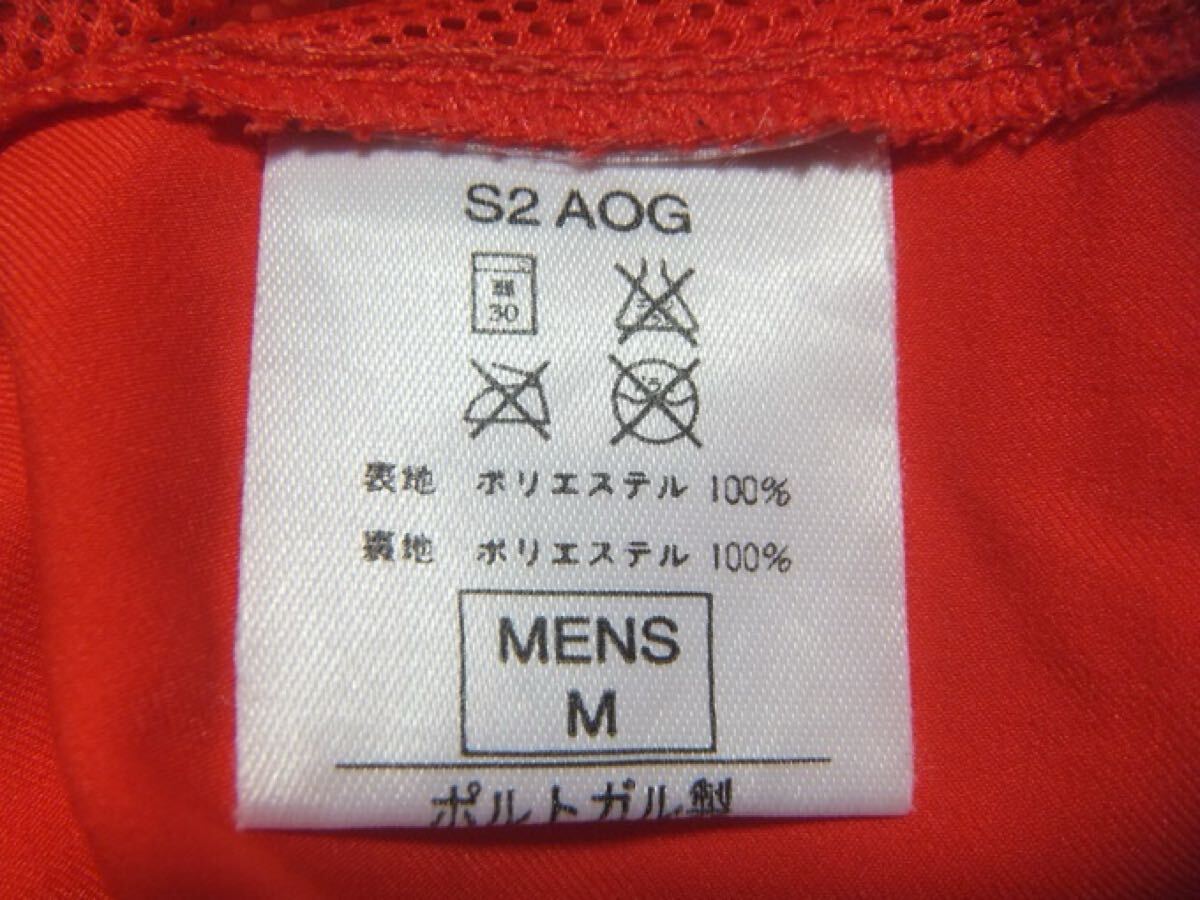 S2 AOG
30
表地 ポリエステル 100%
裏地 ポリエステル 100%
MENS
M
ポルトガル製